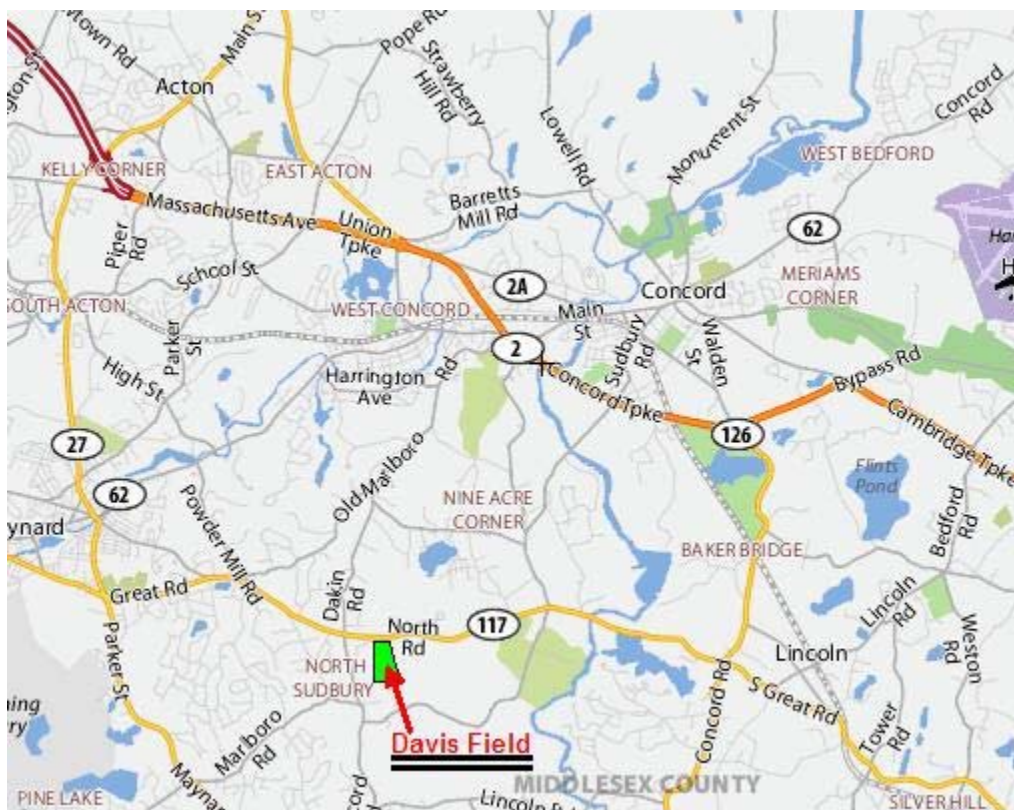 wtown Rd
Main St
Pope Rd
Strawberry
Hill Rd
Acton
Lowell Rd
Monument St
Concord
Rd
WEST BEDFORD
KELLY CORNER
EAST ACTON
Massachusetts Ave
Union
Tpke
Barretts
Mill Rd
62
Piper
Rd
School St
2A
Concord
MERIAMS
CORNER
SOUTH ACTON
WEST CONCORD
Main
St
Parker
St
2
Sudbury
Rd
Walden
St
High St
Harrington
Ave
Rd
Concord Tpke
Bypass Rd
Cambridge Tpke
27
126
62
Old Marlboro
NINE ACRE
CORNER
Flints
Pond
ynard
Powder Mill Rd
BAKER BRIDGE
Bedford
Rd
Great Rd
Dakin
Rd
Lincoln
Rd
North
Rd
117
Weston
Rd
Parker St
NORTH
SUDBURY
Lincoln
S Great Rd
Concord Rd
Tower
Rd
Marlboro
Rd
Davis Field
Mayna
PINE LAKE
MIDDLESEX COUNTY
SILVER HILL